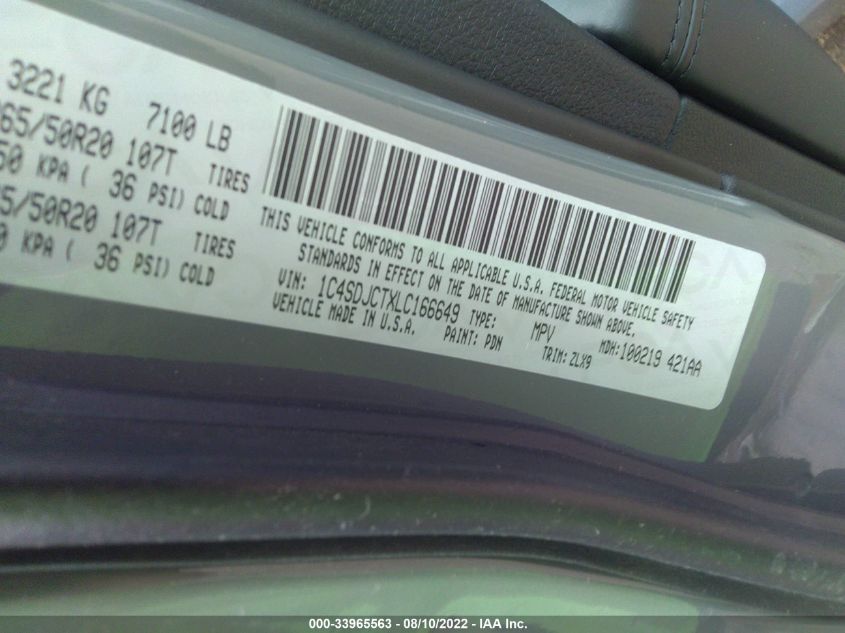 3221 KG 7100 LB
265/50R20 107T TIRES
50 KPA ( 36 PSI) COLD
5/50R20 107T TIRES
0 KPA ( 36 PSI) COLD
THIS VEHICLE CONFORMS TO ALL APPLICABLE U.S.A. FEDERAL MOTOR VEHICLE SAFETY
STANDARDS IN EFFECT ON THE DATE OF MANUFACTURE SHOWN ABOVE.
VIN: 1C4SDJCTXLC166649 TYPE: MPV MDH:100219 421AA
VEHICLE MADE IN U.S.A. PAINT: PDN TRIM: ZLX9
000-33965563 - 08/10/2022 - IAA Inc.